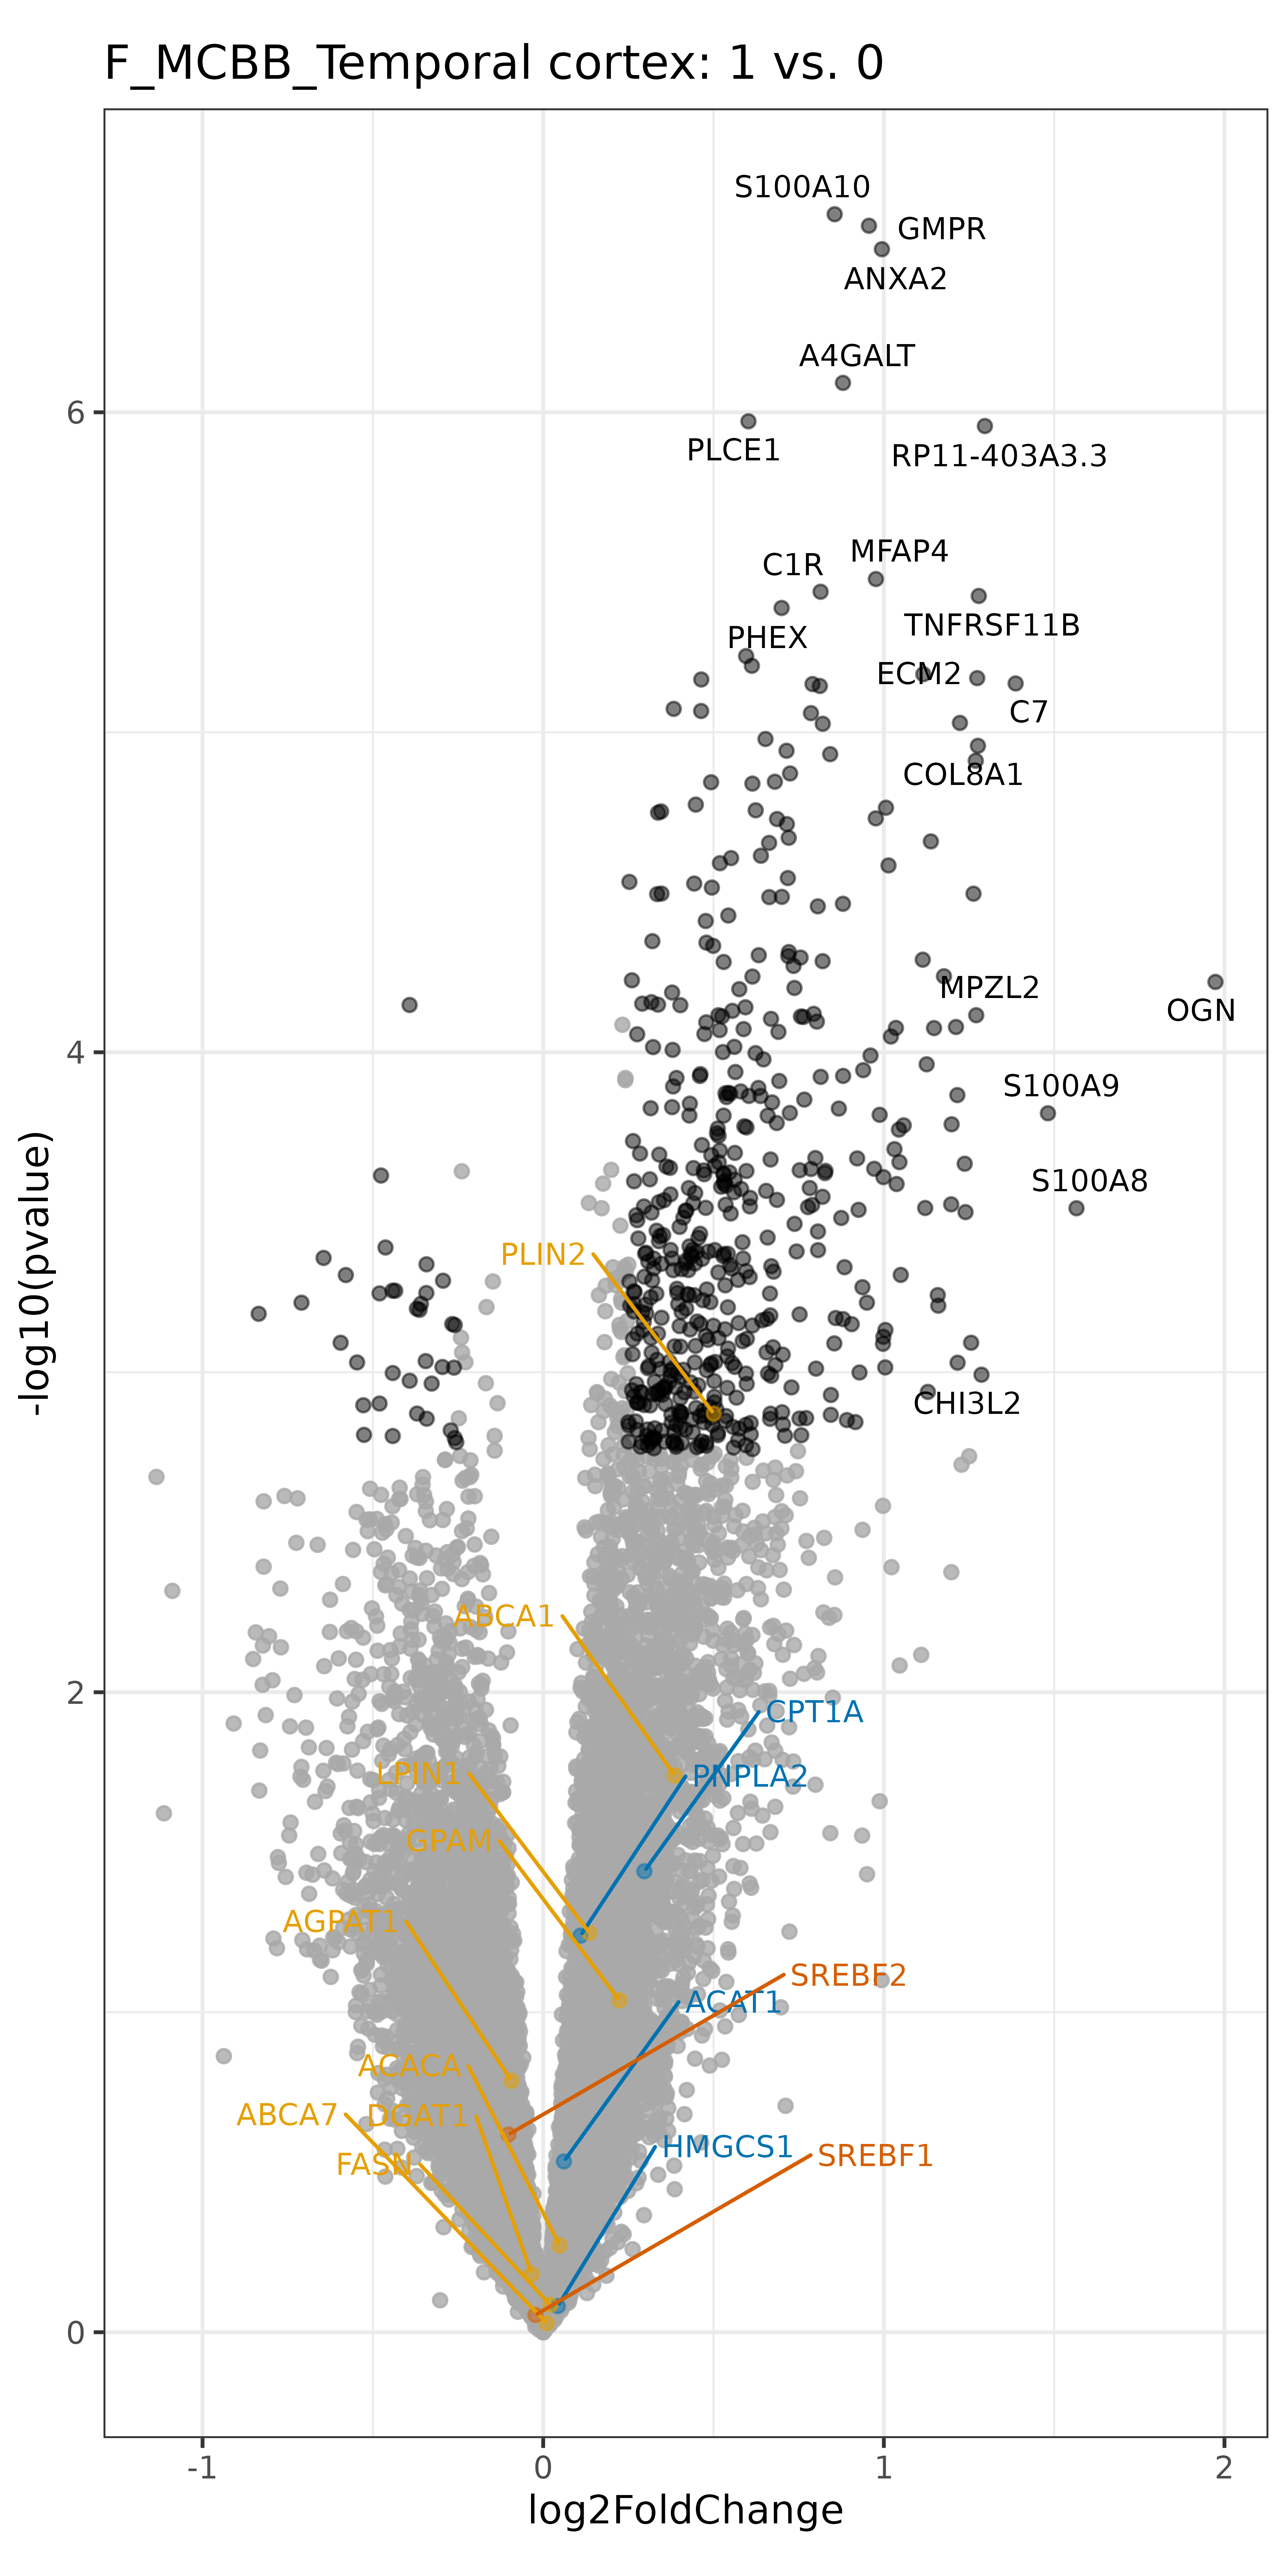 F_MCBB_Temporal cortex: 1 vs. 0
S100A10
GMPR
ANXA2
A4GALT
6
PLCE1
RP11-403A3.3
MFAP4
C1R
TNFRSF11B
PHEX
ECM2
C7
COL8A1
MPZL2
OGN
4
S100A9
S100A8
-log10(pvalue)
PLIN2
CHI3L2
ABCA1
2
CPT1A
LPIN1
PNPLA2
GPAM
AGPAT1
SREBF2
ACAT1
ACACA
ABCA7
DGAT1
HMGCS1
SREBF1
FASN
0
-1
0
1
2
log2FoldChange